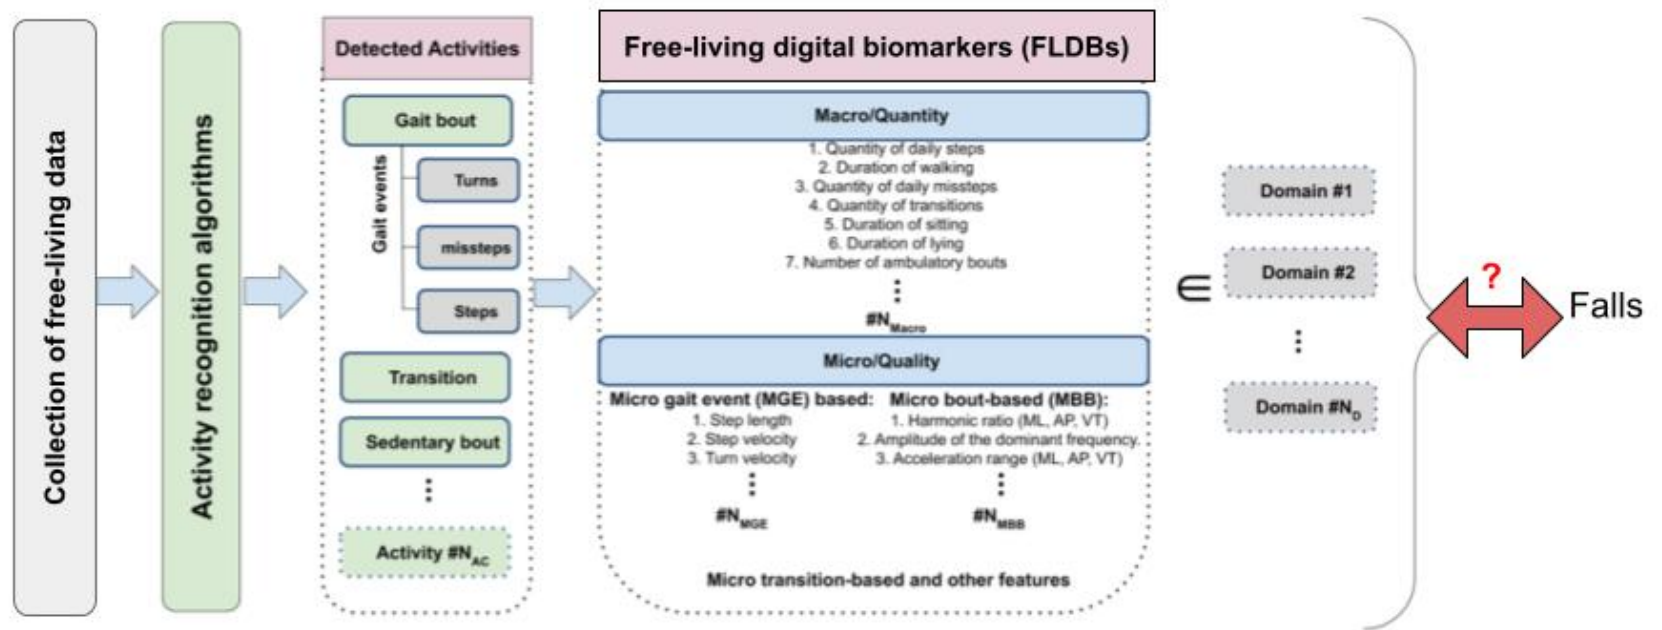 Collection of free-living data
Activity recognition algorithms
Detected Activities
Gait bout
Gait events
Turns
missteps
Steps
Transition
Sedentary bout
Activity #N_AC
Free-living digital biomarkers (FLDBs)
Macro/Quantity
1. Quantity of daily steps
2. Duration of walking
3. Quantity of daily missteps
4. Quantity of transitions
5. Duration of sitting
6. Duration of lying
7. Number of ambulatory bouts
#N_Macro
Micro/Quality
Micro gait event (MGE) based:
1. Step length
2. Step velocity
3. Turn velocity
#N_MGE
Micro bout-based (MBB):
1. Harmonic ratio (ML, AP, VT)
2. Amplitude of the dominant frequency.
3. Acceleration range (ML, AP, VT)
#N_MBB
Micro transition-based and other features
∈
Domain #1
Domain #2
Domain #N_D
?
Falls